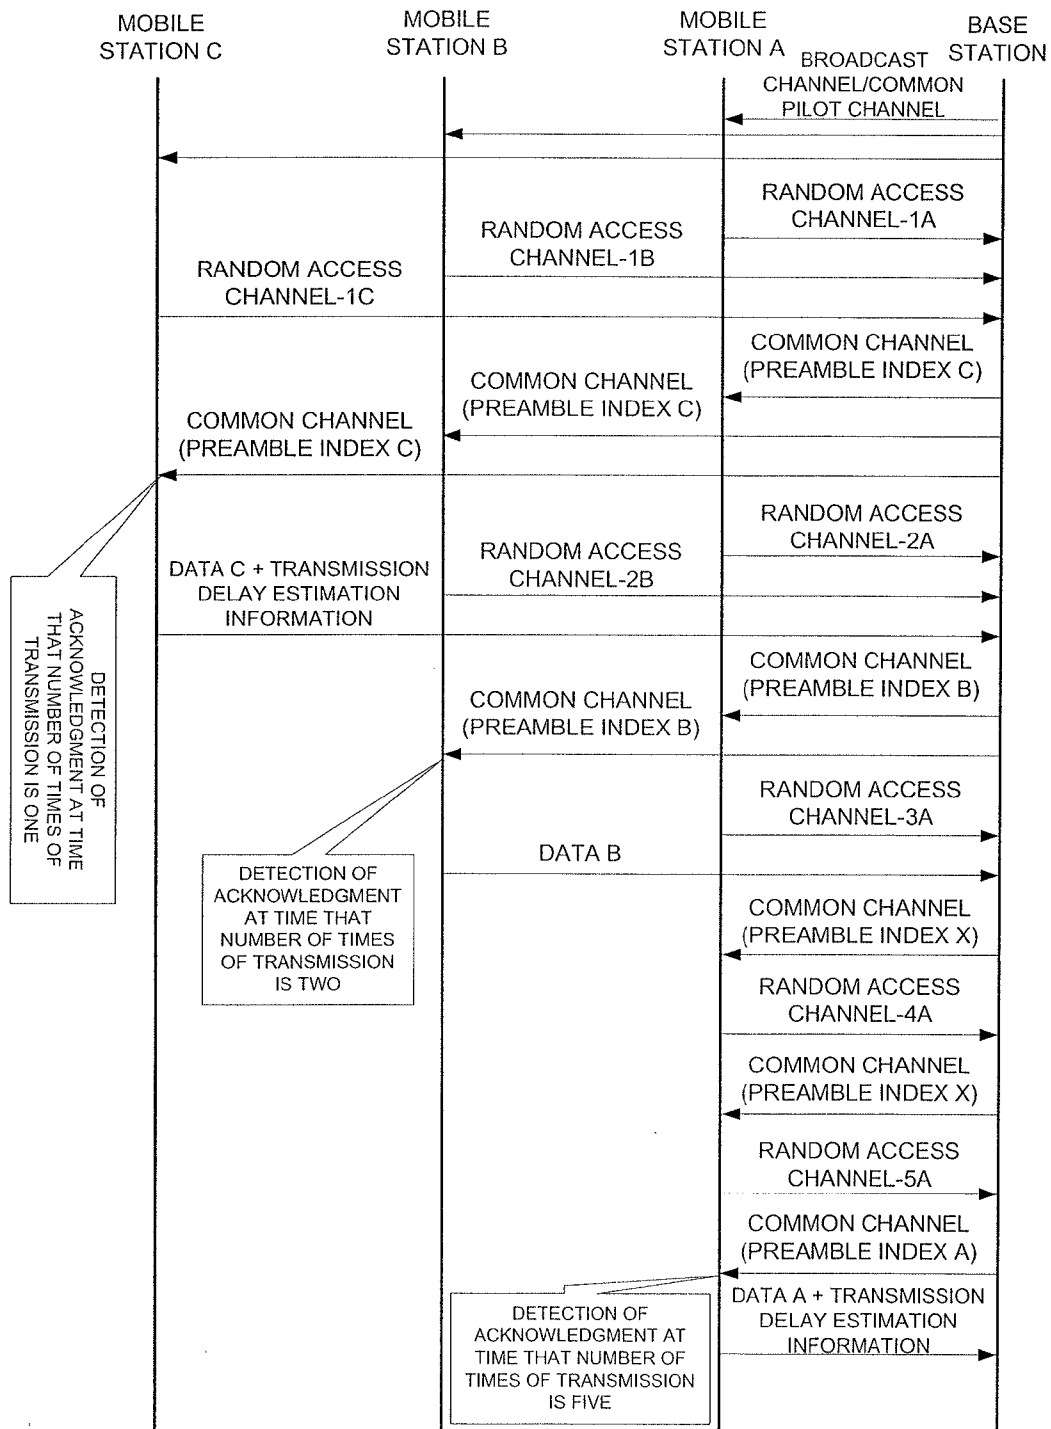 MOBILE
STATION C
MOBILE
STATION B
MOBILE
STATION A
BASE
STATION
BROADCAST
CHANNEL/COMMON
PILOT CHANNEL
RANDOM ACCESS
CHANNEL-1A
RANDOM ACCESS
CHANNEL-1B
RANDOM ACCESS
CHANNEL-1C
COMMON CHANNEL
(PREAMBLE INDEX C)
COMMON CHANNEL
(PREAMBLE INDEX C)
COMMON CHANNEL
(PREAMBLE INDEX C)
RANDOM ACCESS
CHANNEL-2A
RANDOM ACCESS
CHANNEL-2B
DATA C + TRANSMISSION
DELAY ESTIMATION
INFORMATION
DETECTION OF
ACKNOWLEDGMENT AT TIME
THAT NUMBER OF TIMES OF
TRANSMISSION IS ONE
COMMON CHANNEL
(PREAMBLE INDEX B)
COMMON CHANNEL
(PREAMBLE INDEX B)
RANDOM ACCESS
CHANNEL-3A
DATA B
DETECTION OF
ACKNOWLEDGMENT
AT TIME THAT
NUMBER OF TIMES
OF TRANSMISSION
IS TWO
COMMON CHANNEL
(PREAMBLE INDEX X)
RANDOM ACCESS
CHANNEL-4A
COMMON CHANNEL
(PREAMBLE INDEX X)
RANDOM ACCESS
CHANNEL-5A
COMMON CHANNEL
(PREAMBLE INDEX A)
DATA A + TRANSMISSION
DELAY ESTIMATION
INFORMATION
DETECTION OF
ACKNOWLEDGMENT AT
TIME THAT NUMBER OF
TIMES OF TRANSMISSION
IS FIVE